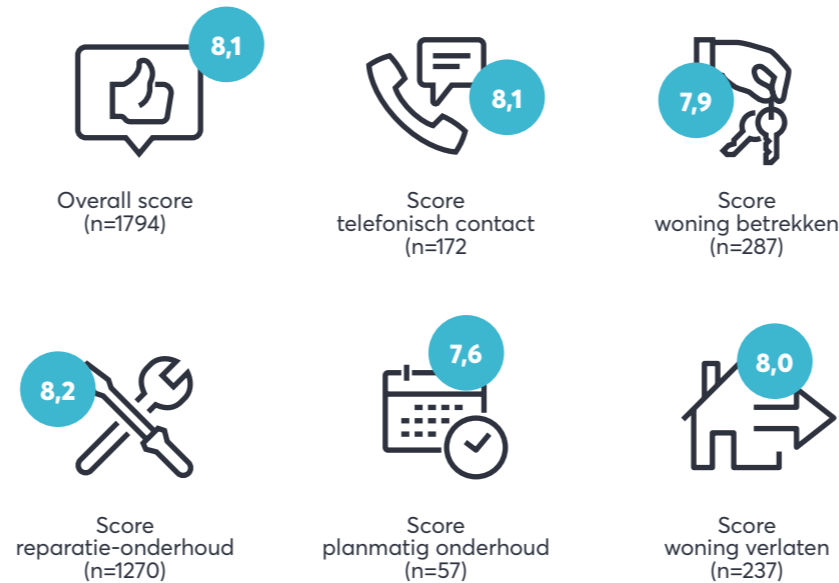 8,1
Overall score
(n=1794)
8,1
Score
telefonisch contact
(n=172
7,9
Score
woning betrekken
(n=287)
8,2
Score
reparatie-onderhoud
(n=1270)
7,6
Score
planmatig onderhoud
(n=57)
8,0
Score
woning verlaten
(n=237)